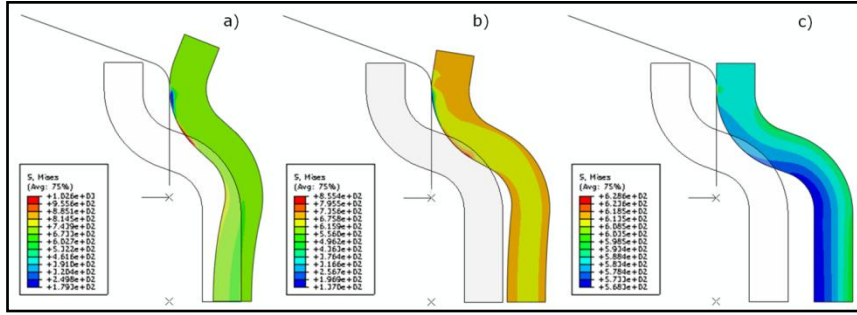 a)
S, Mises
(Avg: 75%)
+1.026e+03
+9.556e+02
+8.851e+02
+8.145e+02
+7.439e+02
+6.733e+02
+6.027e+02
+5.322e+02
+4.616e+02
+3.910e+02
+3.204e+02
+2.498e+02
+1.793e+02
b)
S, Mises
(Avg: 75%)
+8.554e+02
+7.955e+02
+7.356e+02
+6.758e+02
+6.159e+02
+5.560e+02
+4.962e+02
+4.363e+02
+3.764e+02
+3.166e+02
+2.567e+02
+1.969e+02
+1.370e+02
c)
S, Mises
(Avg: 75%)
+6.286e+02
+6.236e+02
+6.185e+02
+6.135e+02
+6.085e+02
+6.035e+02
+5.985e+02
+5.934e+02
+5.884e+02
+5.834e+02
+5.784e+02
+5.733e+02
+5.683e+02